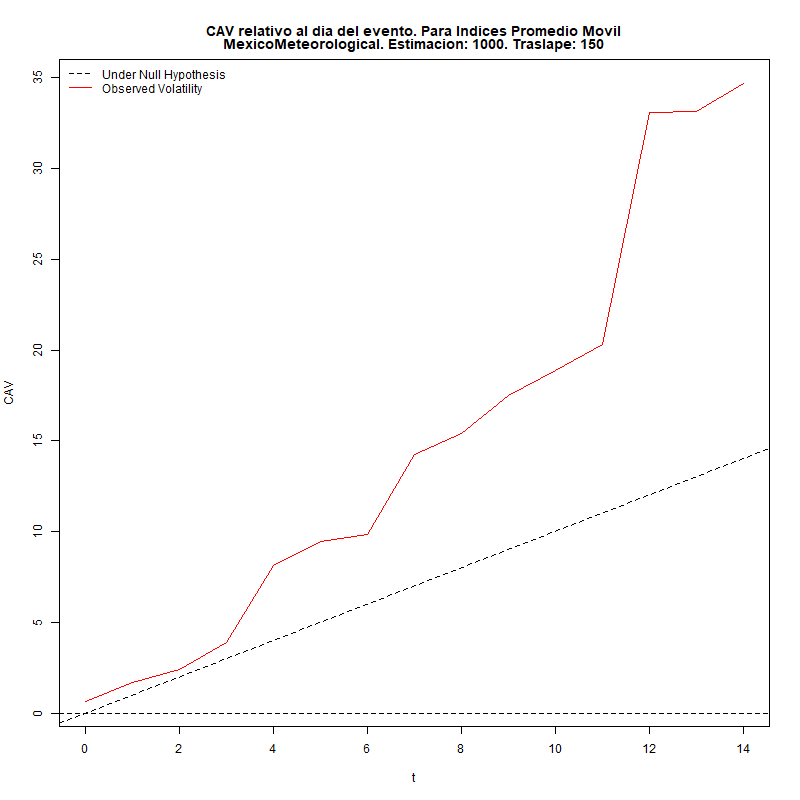 CAV relativo al dia del evento. Para Indices Promedio Movil
MexicoMeteorological. Estimacion: 1000. Traslape: 150
Under Null Hypothesis
Observed Volatility
35
30
25
20
15
10
5
0
CAV
0 2 4 6 8 10 12 14
t